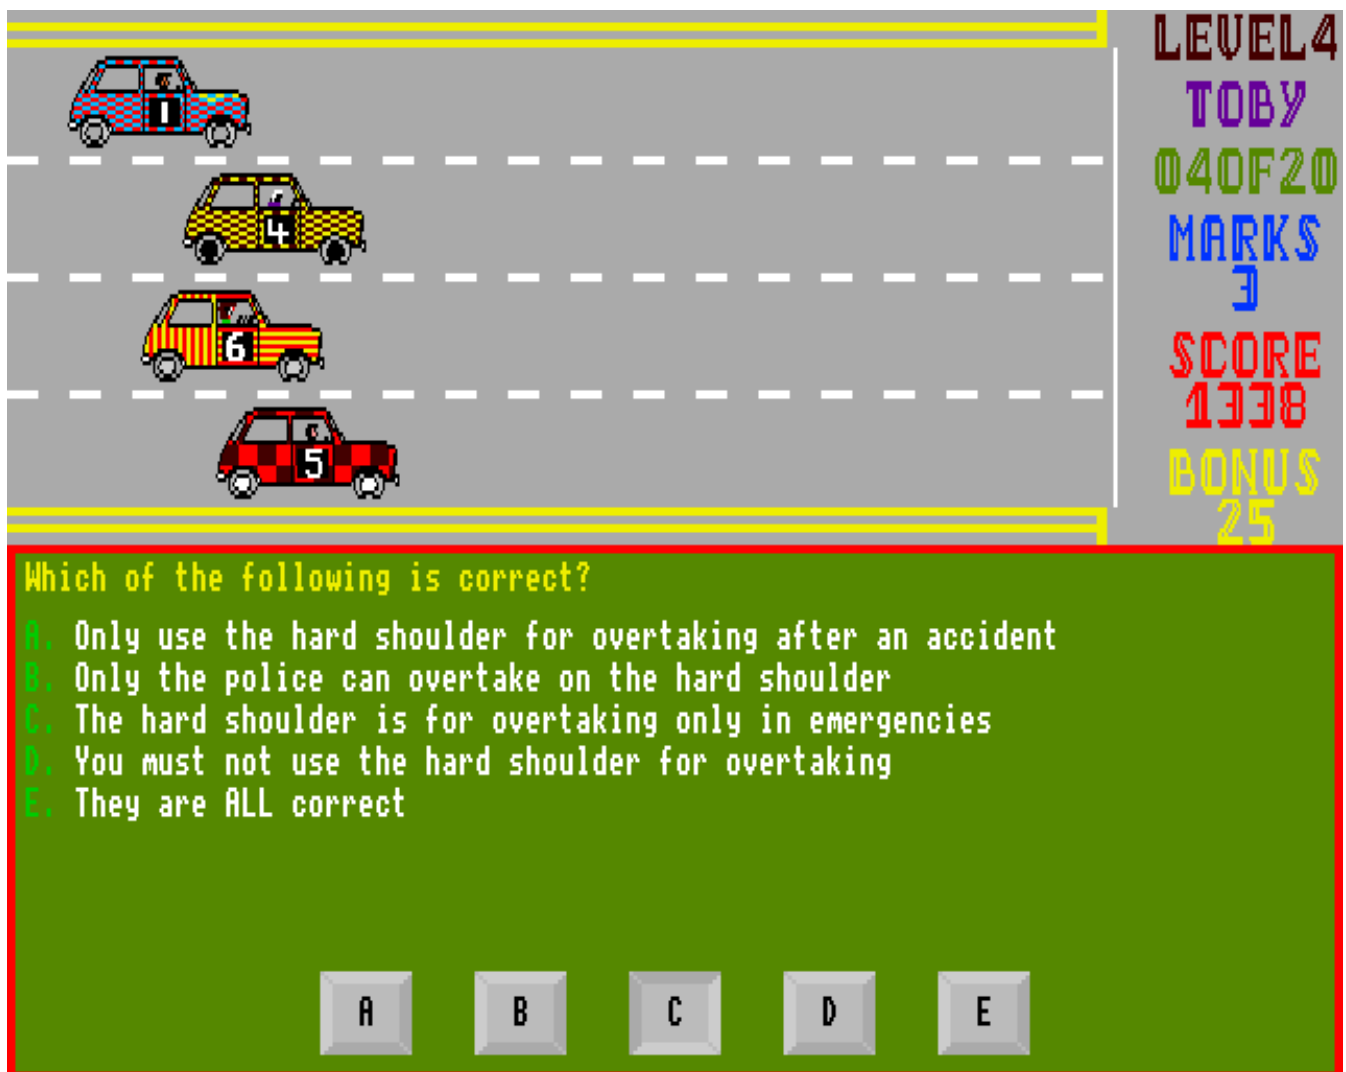 LEVEL4
TOBY
04OF20
MARKS
3
SCORE
1338
BONUS
25
1
4
6
5
Which of the following is correct?
A. Only use the hard shoulder for overtaking after an accident
B. Only the police can overtake on the hard shoulder
C. The hard shoulder is for overtaking only in emergencies
D. You must not use the hard shoulder for overtaking
E. They are ALL correct
A B C D E